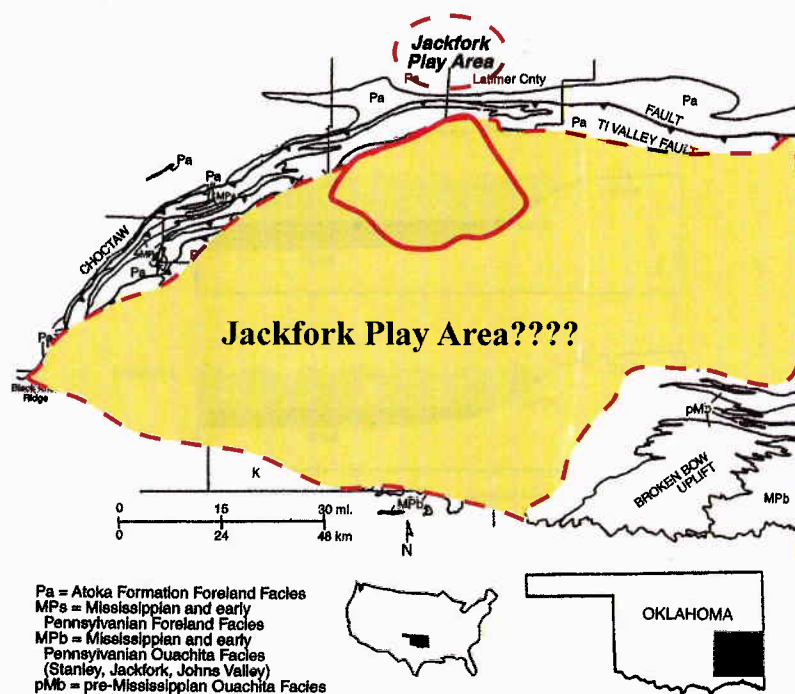 Jackfork
Play Area
Pa
Latimer Cnty
Pa
Pa
FAULT
Pa
TI VALLEY FAULT
Pa
Pa
MPs
CHOCTAW
Pa
Pa
Jackfork Play Area????
Ridge
pMb
BROKEN BOW
UPLIFT
MPb
K
0 15 30 mi.
0 24 48 km
MPb
N
Pa = Atoka Formation Foreland Facies
MPs = Mississippian and early
Pennsylvanian Foreland Facies
MPb = Mississippian and early
Pennsylvanian Ouachita Facies
(Stanley, Jackfork, Johns Valley)
pMb = pre-Mississippian Ouachita Facies
OKLAHOMA